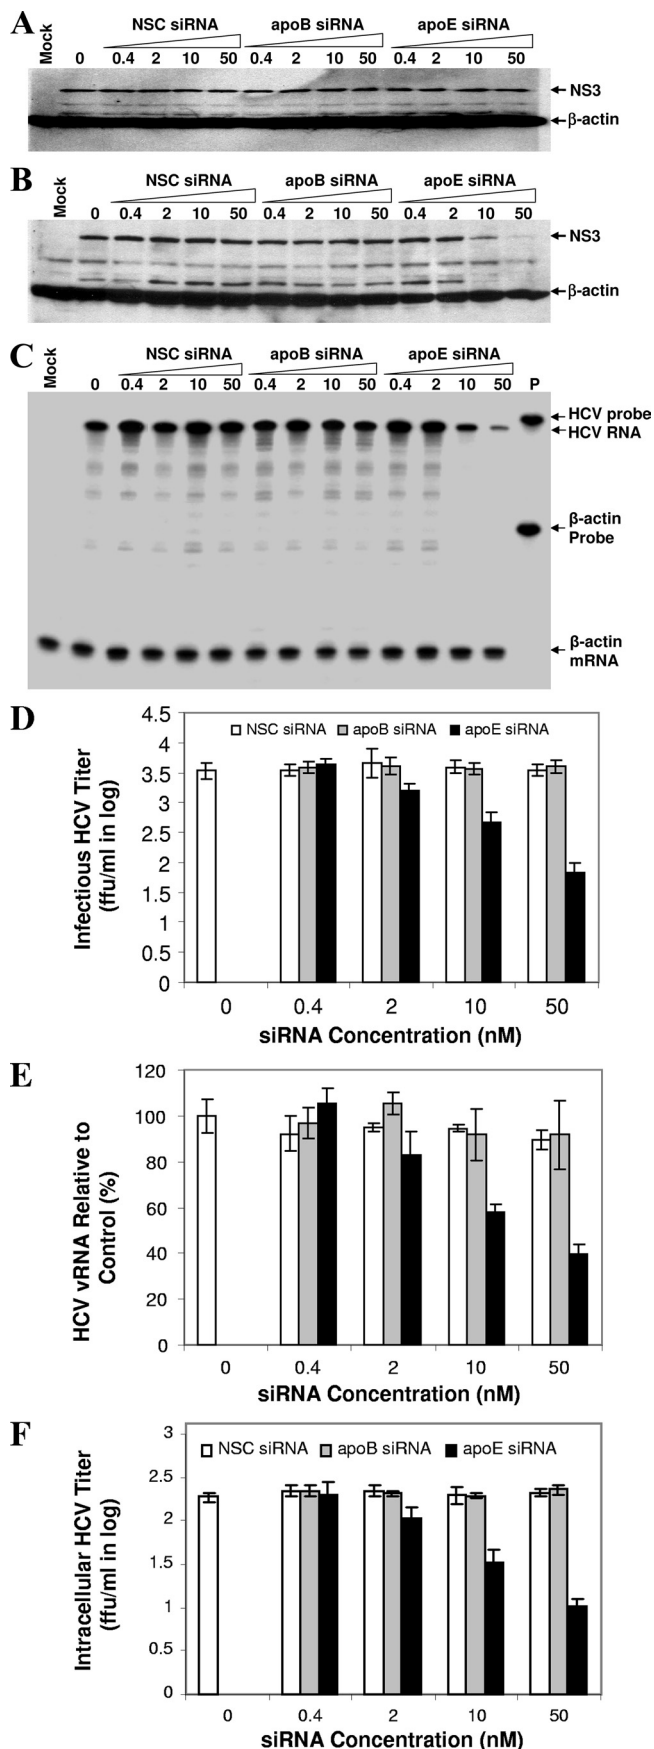 A
NSC siRNA apoB siRNA apoE siRNA
Mock 0 0.4 2 10 50 0.4 2 10 50 0.4 2 10 50
NS3
β-actin
B
NSC siRNA apoB siRNA apoE siRNA
Mock 0 0.4 2 10 50 0.4 2 10 50 0.4 2 10 50
NS3
β-actin
C
NSC siRNA apoB siRNA apoE siRNA
Mock 0 0.4 2 10 50 0.4 2 10 50 0.4 2 10 50 P
HCV probe
HCV RNA
β-actin
Probe
β-actin
mRNA
D
Infectious HCV Titer
(ffu/ml in log)
4.5
4
3.5
3
2.5
2
1.5
1
0.5
0
NSC siRNA apoB siRNA apoE siRNA
0 0.4 2 10 50
siRNA Concentration (nM)
E
HCV vRNA Relative to
Control (%)
120
100
80
60
40
20
0
0 0.4 2 10 50
siRNA Concentration (nM)
F
Intracellular HCV Titer
(ffu/ml in log)
3
2.5
2
1.5
1
0.5
0
NSC siRNA apoB siRNA apoE siRNA
0 0.4 2 10 50
siRNA Concentration (nM)